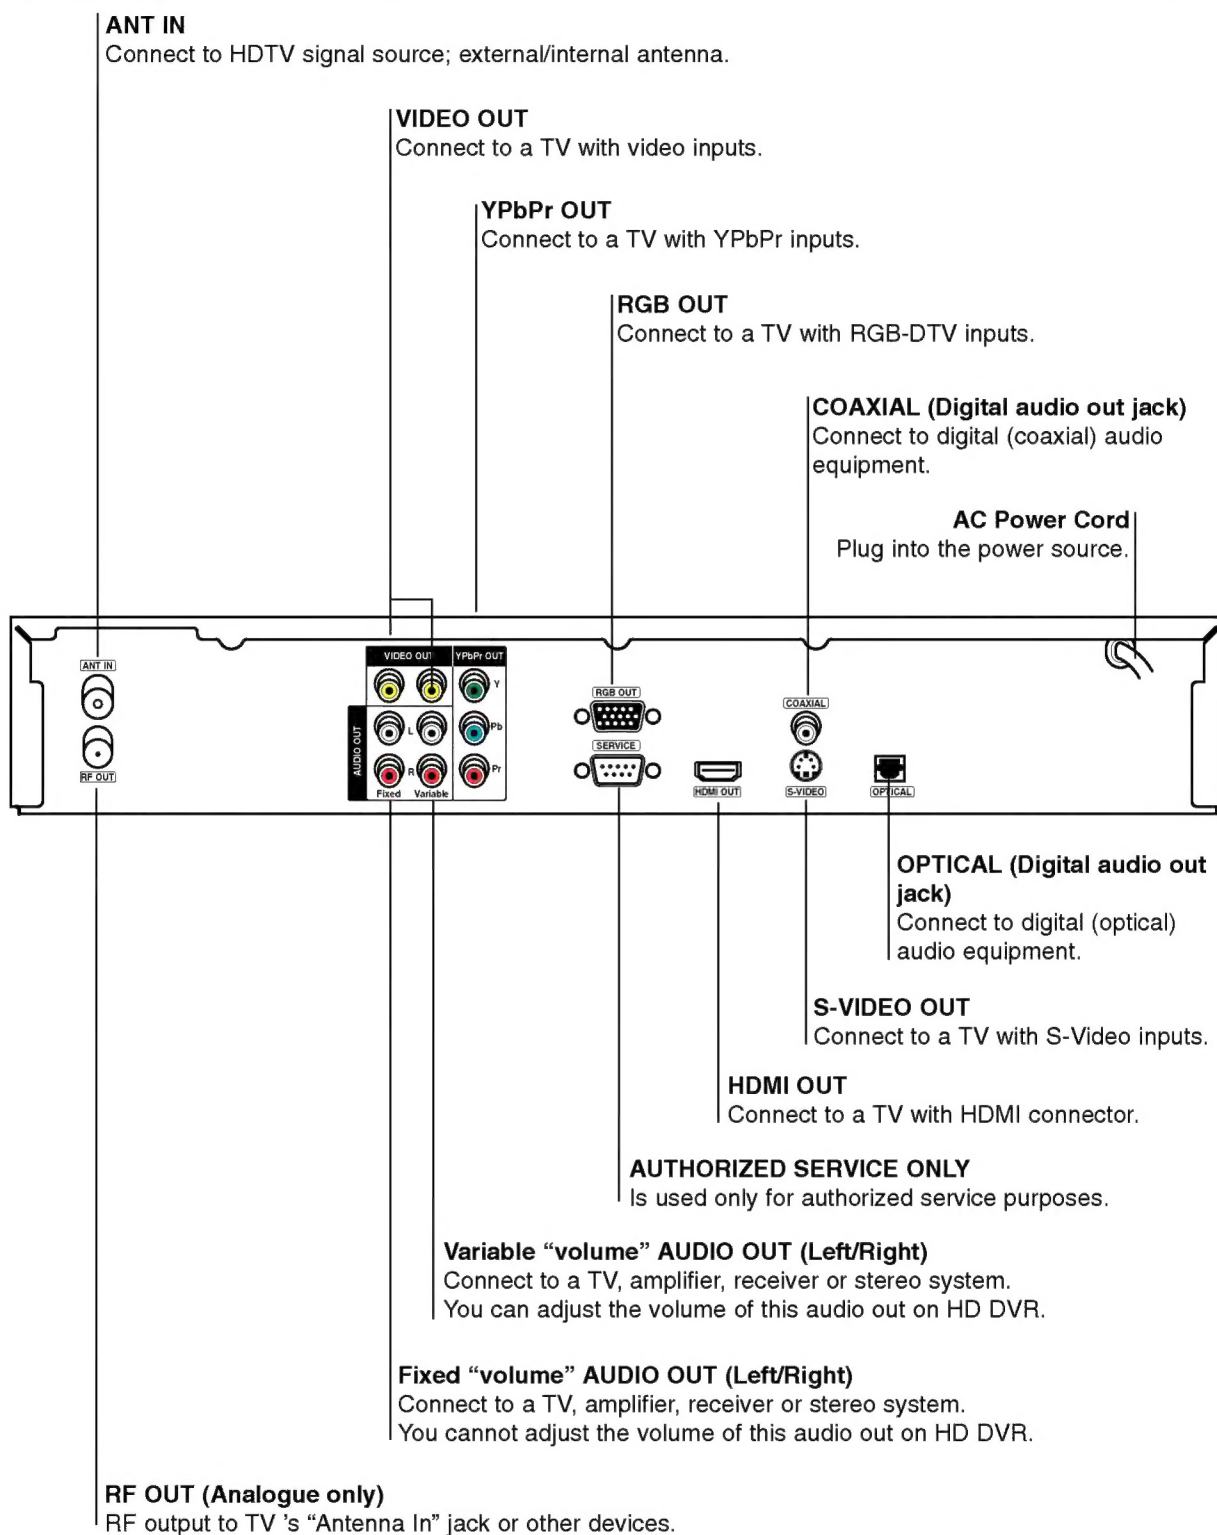 ANT IN
Connect to HDTV signal source; external/internal antenna.
VIDEO OUT
Connect to a TV with video inputs.
YPbPr OUT
Connect to a TV with YPbPr inputs.
RGB OUT
Connect to a TV with RGB-DTV inputs.
COAXIAL (Digital audio out jack)
Connect to digital (coaxial) audio
equipment.
AC Power Cord
Plug into the power source.
ANT IN
RF OUT
VIDEO OUT
YPbPr OUT
AUDIO OUT
Y
L
Pb
R
Pr
Fixed
Variable
RGB OUT
SERVICE
HDMI OUT
COAXIAL
S-VIDEO
OPTICAL
OPTICAL (Digital audio out
jack)
Connect to digital (optical)
audio equipment.
S-VIDEO OUT
Connect to a TV with S-Video inputs.
HDMI OUT
Connect to a TV with HDMI connector.
AUTHORIZED SERVICE ONLY
Is used only for authorized service purposes.
Variable “volume” AUDIO OUT (Left/Right)
Connect to a TV, amplifier, receiver or stereo system.
You can adjust the volume of this audio out on HD DVR.
Fixed “volume” AUDIO OUT (Left/Right)
Connect to a TV, amplifier, receiver or stereo system.
You cannot adjust the volume of this audio out on HD DVR.
RF OUT (Analogue only)
RF output to TV 's “Antenna In” jack or other devices.